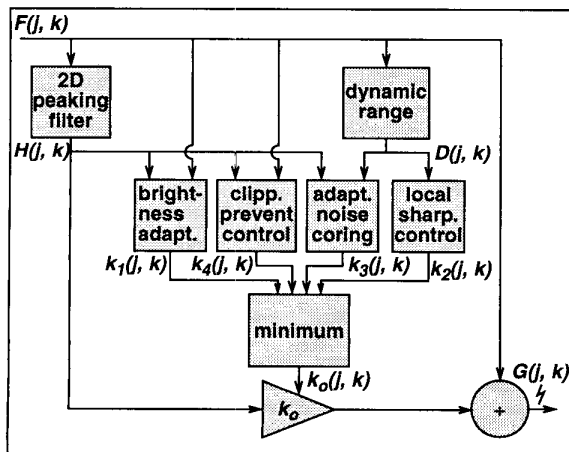 F(j, k)
2D
peaking
filter
dynamic
range
H(j, k)
D(j, k)
bright-
ness
adapt.
clipp.
prevent
control
adapt.
noise
coring
local
sharp.
control
k1(j, k)
k4(j, k)
k3(j, k)
k2(j, k)
minimum
ko(j, k)
G(j, k)
ko
+